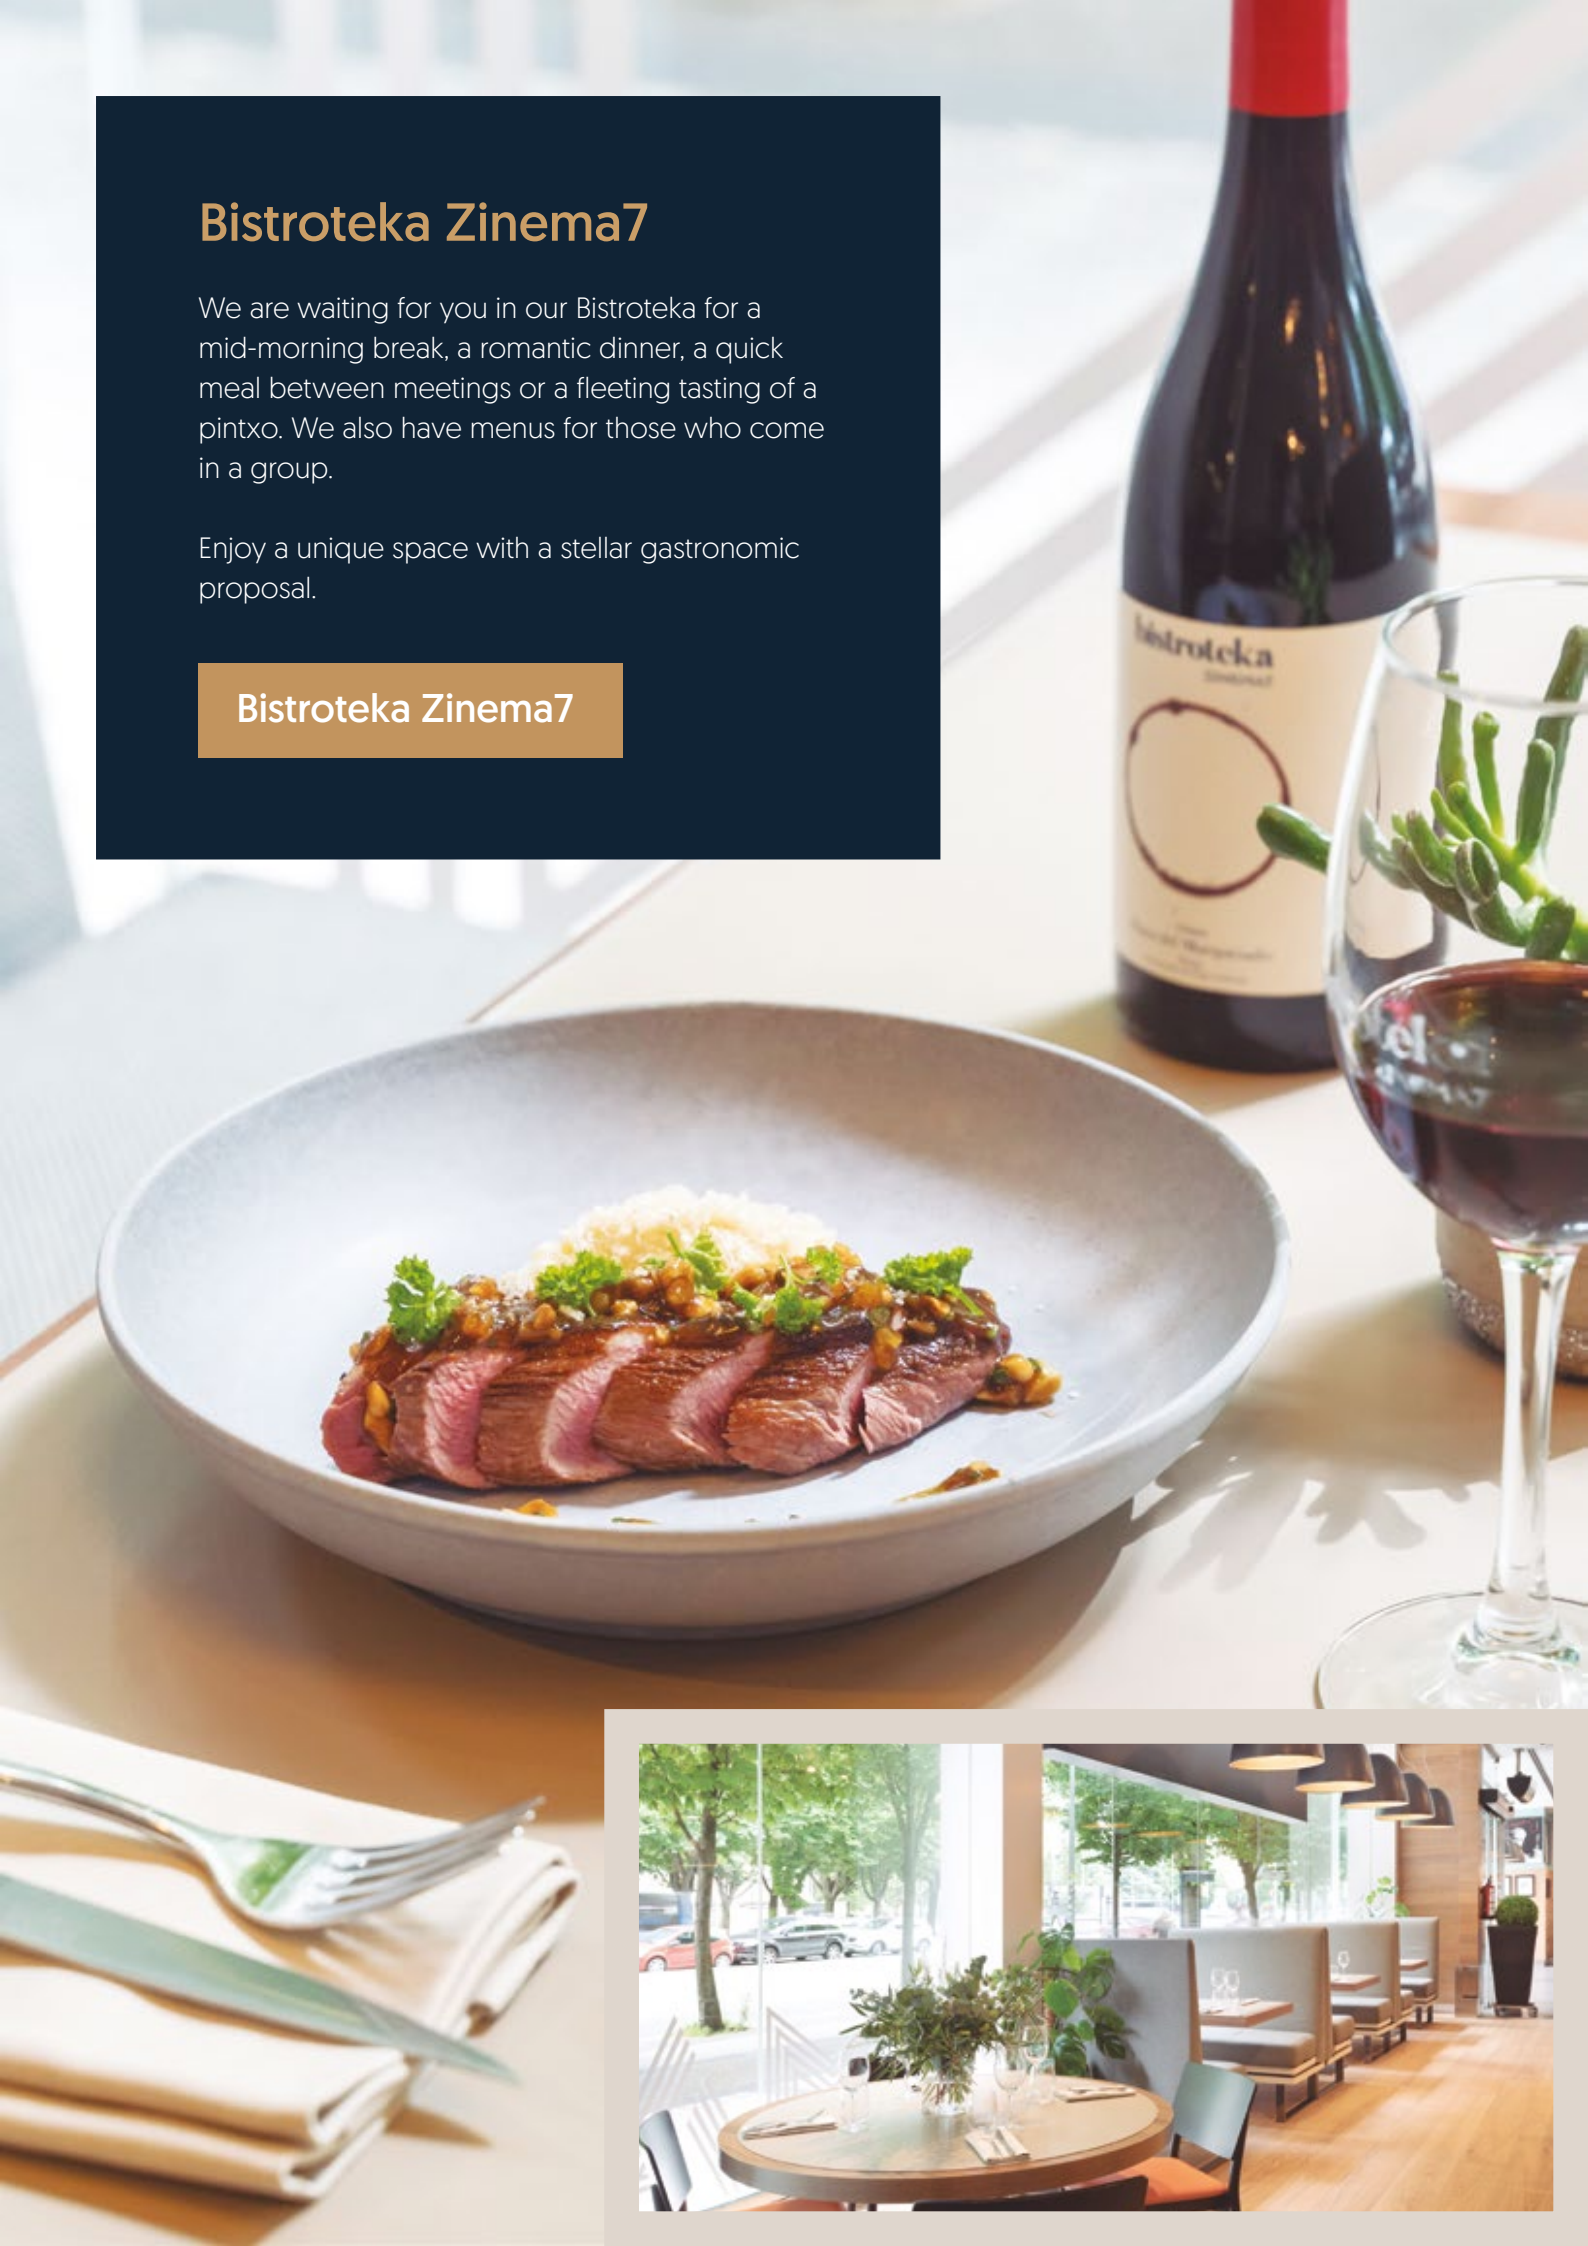 Bistroteka Zinema7
We are waiting for you in our Bistroteka for a
mid-morning break, a romantic dinner, a quick
meal between meetings or a fleeting tasting of a
pintxo. We also have menus for those who come
in a group.
Enjoy a unique space with a stellar gastronomic
proposal.
Bistroteka Zinema7
bistroteka